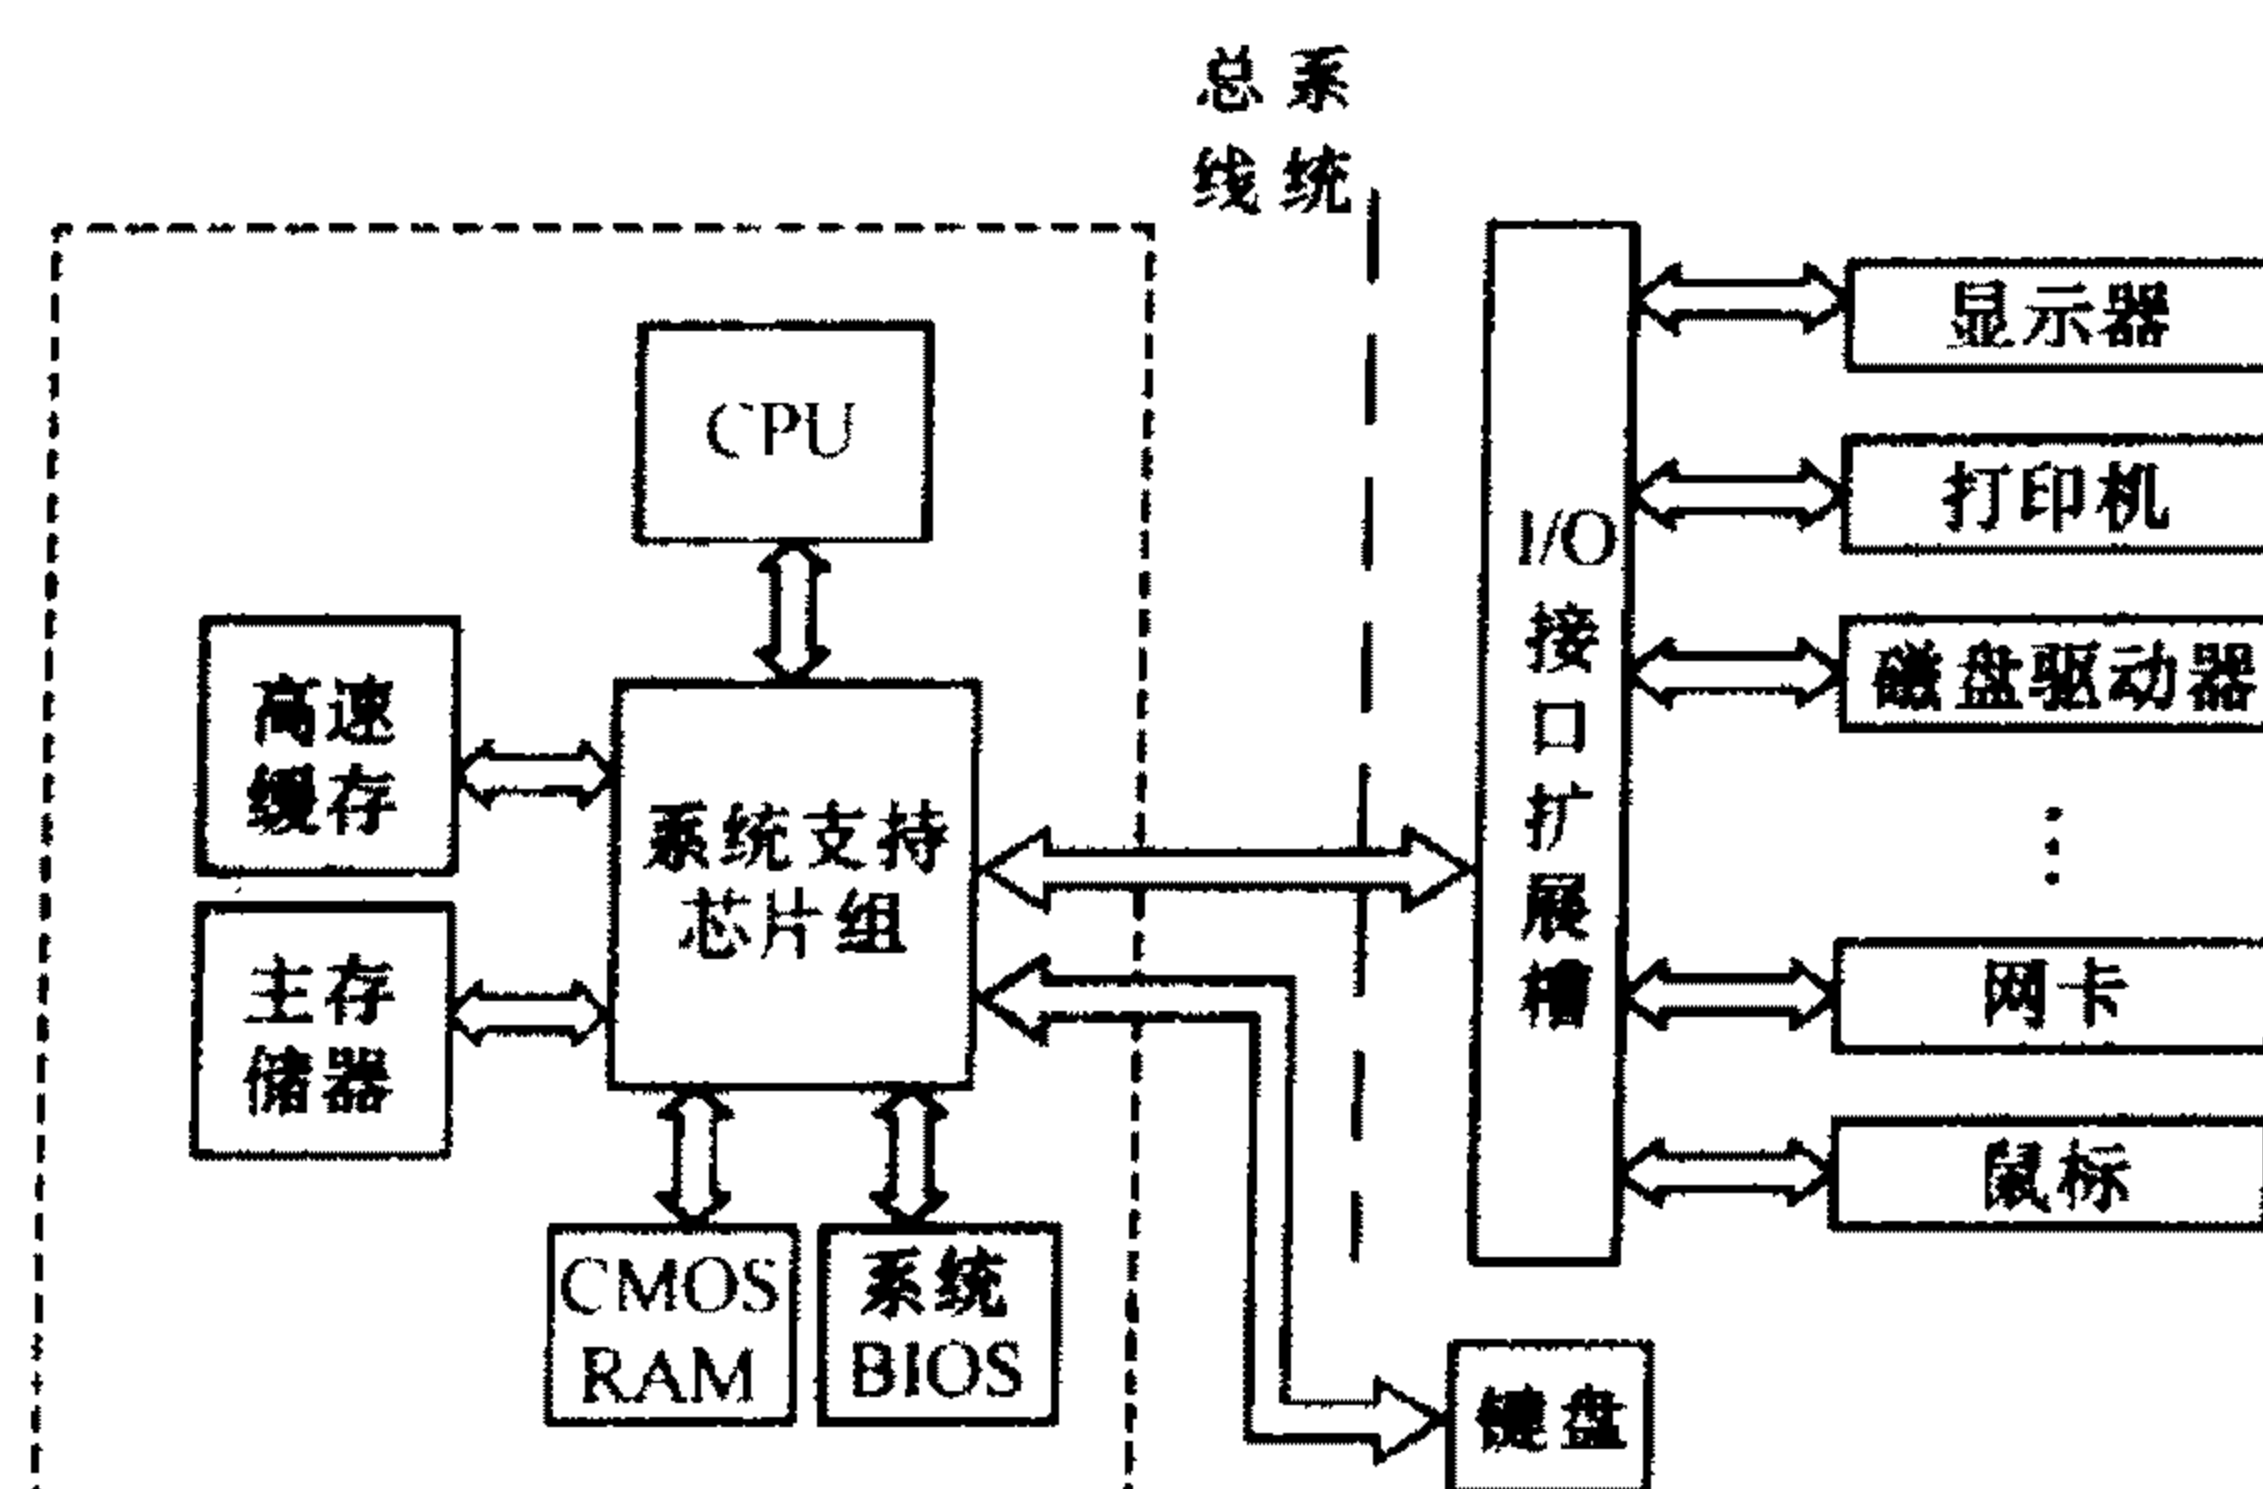 总 系
线 统
CPU
高速
缓存
系统支持
芯片组
主存
储器
CMOS
RAM
系统
BIOS
I/O
接
口
扩
展
槽
显示器
打印机
磁盘驱动器
网卡
鼠标
键盘